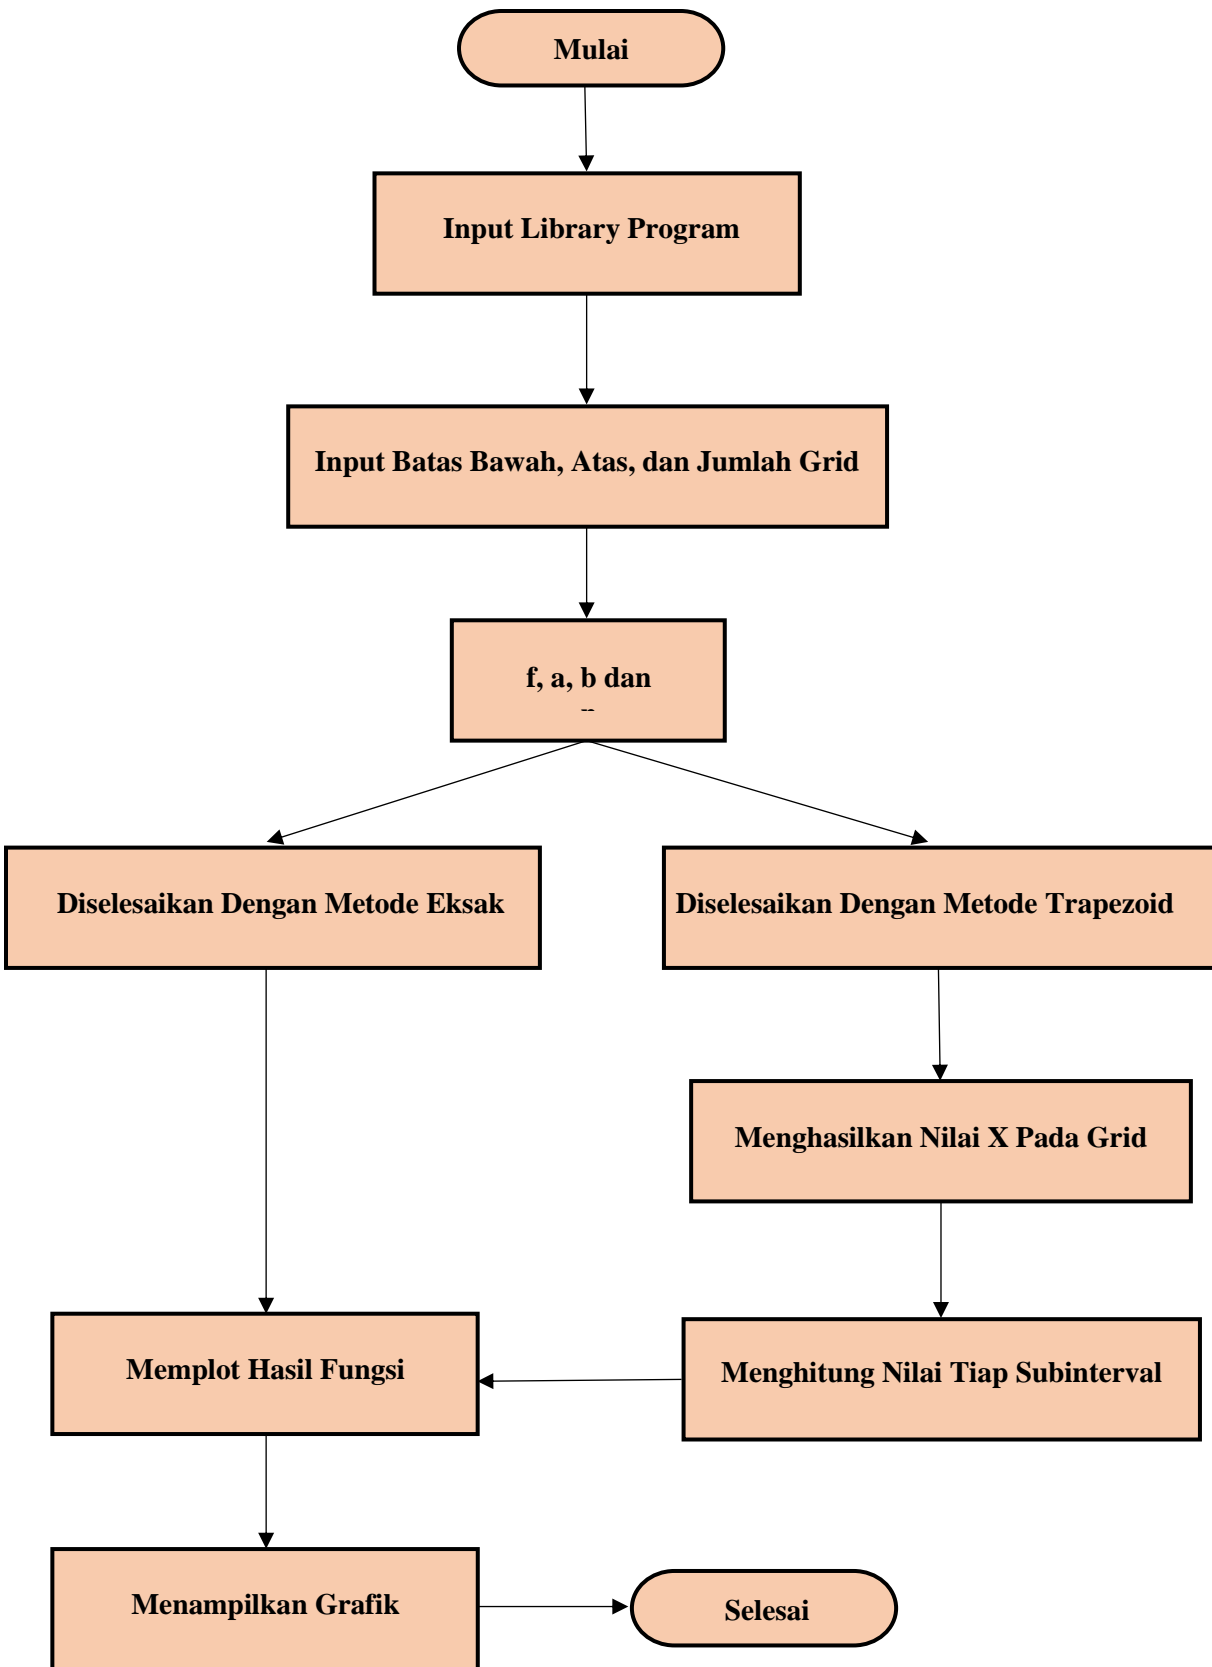 Mulai
Input Library Program
Input Batas Bawah, Atas, dan Jumlah Grid
f, a, b dan
Diselesaikan Dengan Metode Eksak
Diselesaikan Dengan Metode Trapezoid
Menghasilkan Nilai X Pada Grid
Memplot Hasil Fungsi
Menghitung Nilai Tiap Subinterval
Menampilkan Grafik
Selesai